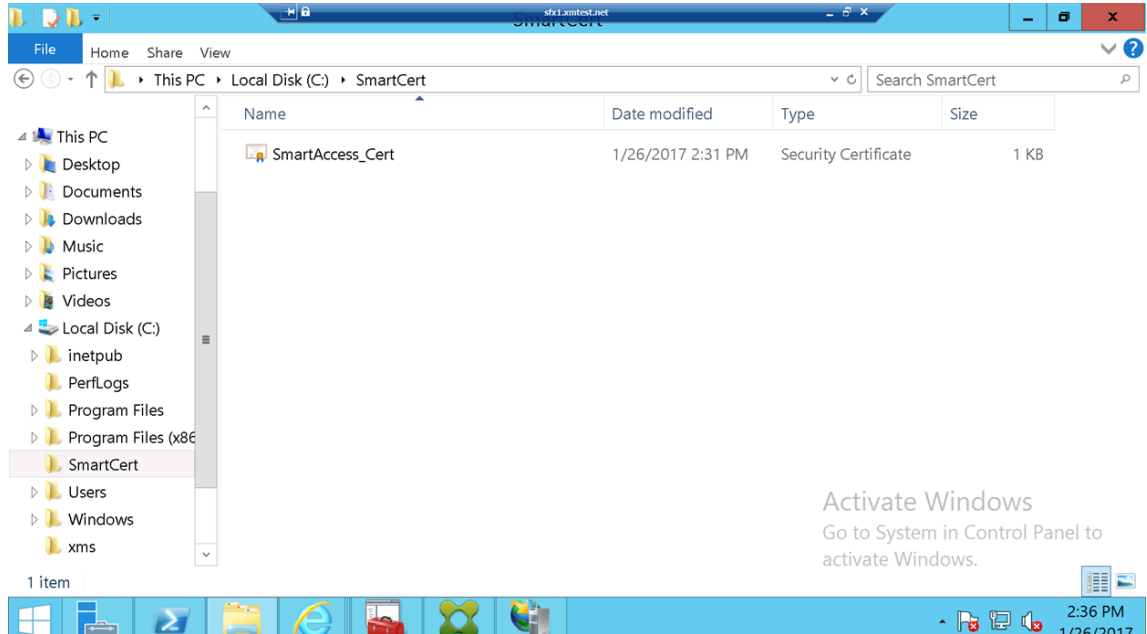 sfx1.xmtest.net
SmartCert
File Home Share View
This PC Local Disk (C:) SmartCert
Search SmartCert
Name Date modified Type Size
SmartAccess_Cert 1/26/2017 2:31 PM Security Certificate 1 KB
This PC
Desktop
Documents
Downloads
Music
Pictures
Videos
Local Disk (C:)
inetpub
PerfLogs
Program Files
Program Files (x86
SmartCert
Users
Windows
xms
Activate Windows
Go to System in Control Panel to
activate Windows.
1 item
2:36 PM
1/26/2017